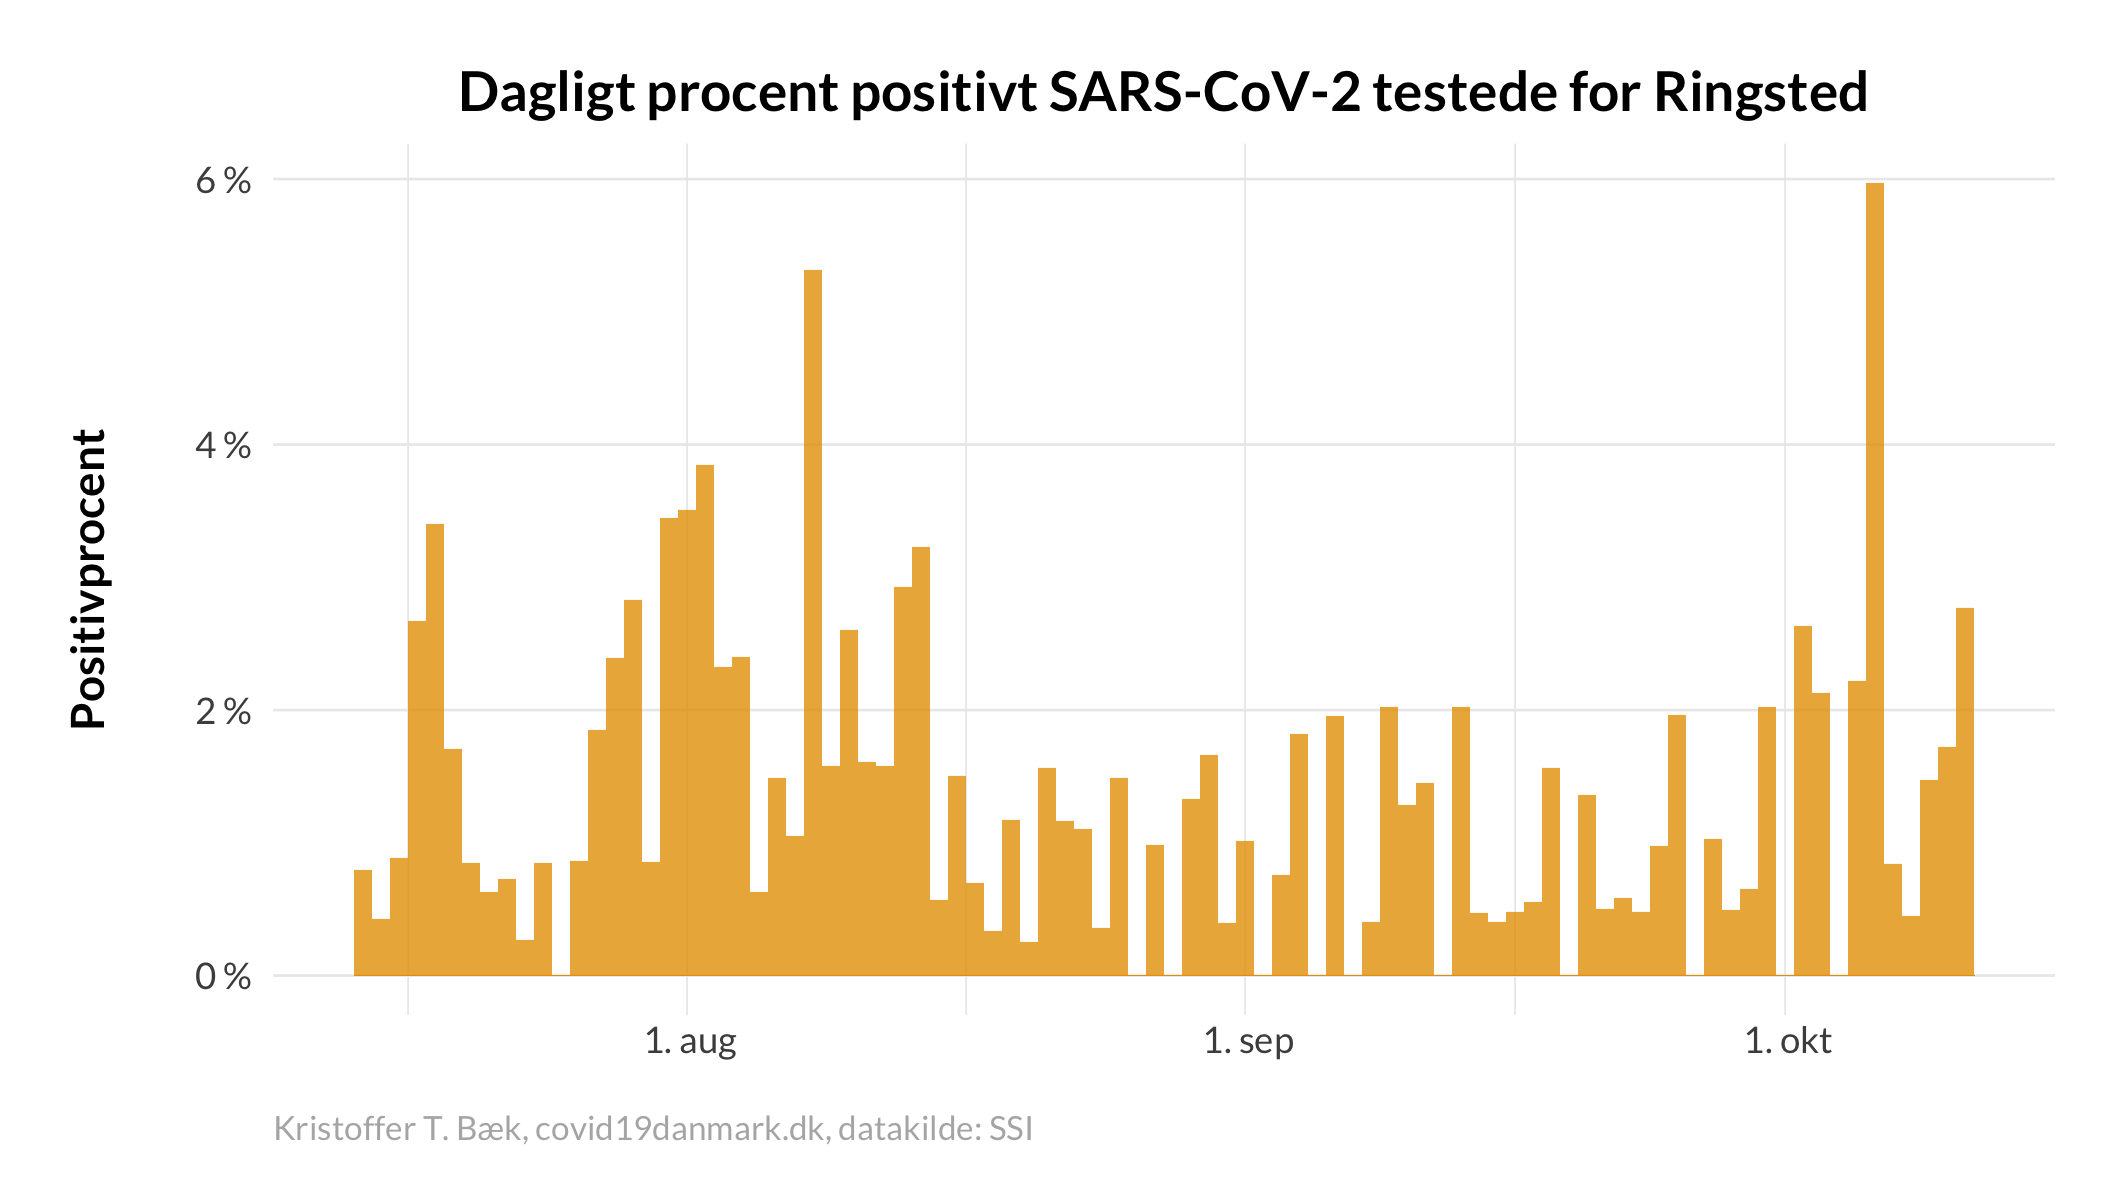 Dagligt procent positivt SARS-CoV-2 testede for Ringsted
Positivprocent
6 %
4 %
2 %
0 %
1. aug
1. sep
1. okt
Kristoffer T. Bæk, covid19danmark.dk, datakilde: SSI